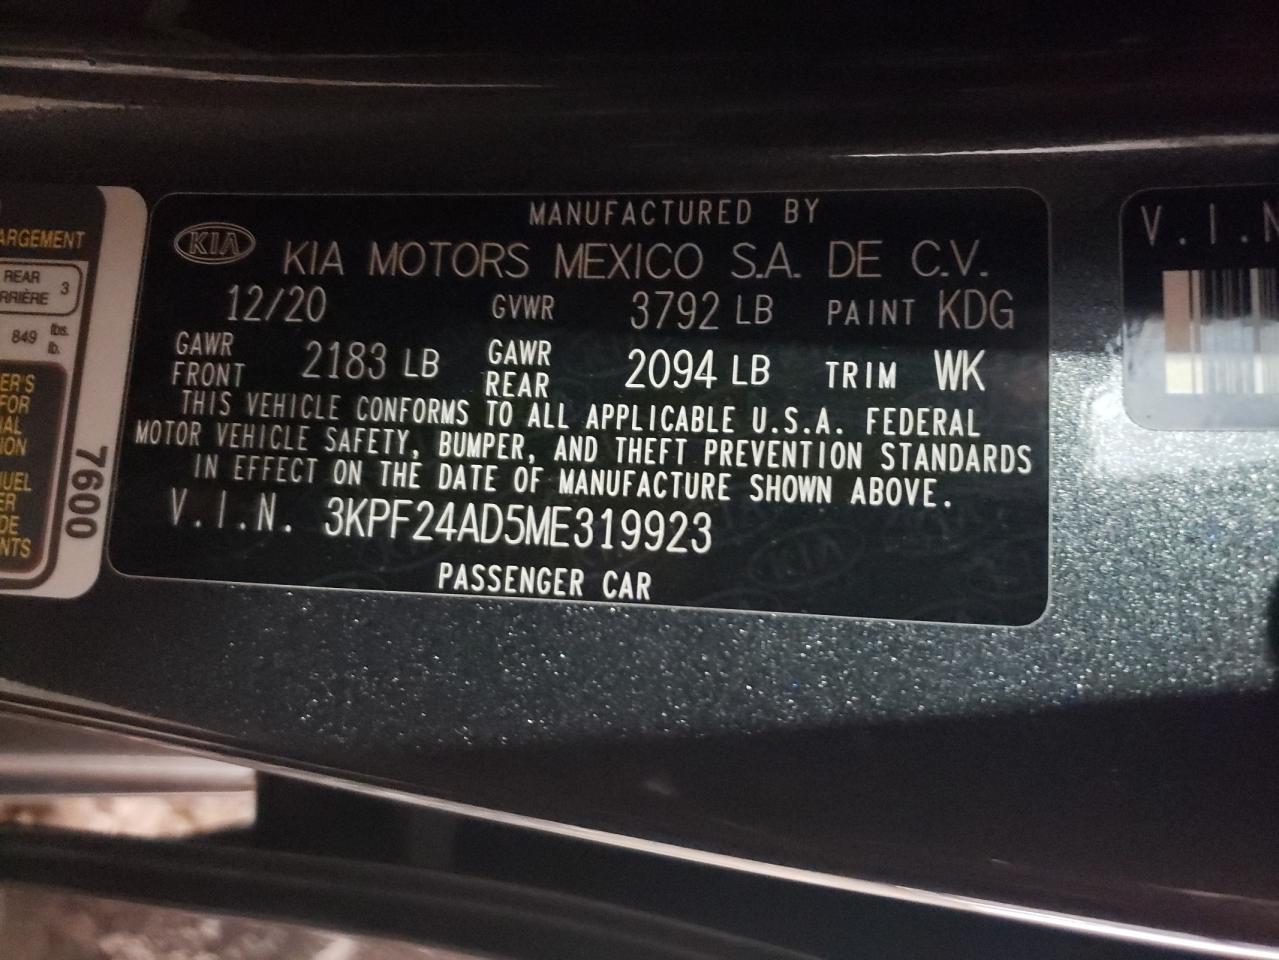 MANUFACTURED BY
KIA KIA MOTORS MEXICO S.A. DE C.V.
12/20 GVWR 3792 LB PAINT KDG
GAWR FRONT 2183 LB GAWR REAR 2094 LB TRIM WK
THIS VEHICLE CONFORMS TO ALL APPLICABLE U.S.A. FEDERAL
MOTOR VEHICLE SAFETY, BUMPER, AND THEFT PREVENTION STANDARDS
IN EFFECT ON THE DATE OF MANUFACTURE SHOWN ABOVE.
V.I.N. 3KPF24AD5ME319923
PASSENGER CAR
REAR 3
849 lbs.
lb.
7600
V.I.N